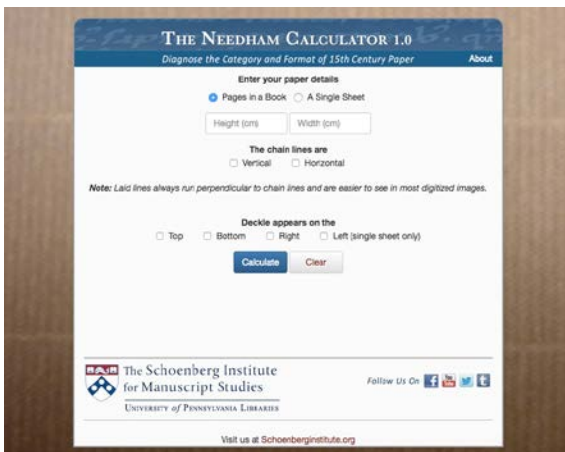 THE NEEDHAM CALCULATOR 1.0
Diagnose the Category and Format of 15th Century Paper
About
Enter your paper details
Pages in a Book A Single Sheet
Height (cm) Width (cm)
The chain lines are
Vertical Horizontal
Note: Laid lines always run perpendicular to chain lines and are easier to see in most digitized images.
Deckle appears on the
Top Bottom Right Left (single sheet only)
Calculate Clear
The Schoenberg Institute
for Manuscript Studies
UNIVERSITY of PENNSYLVANIA LIBRARIES
Follow Us On
Visit us at Schoenberginstitute.org